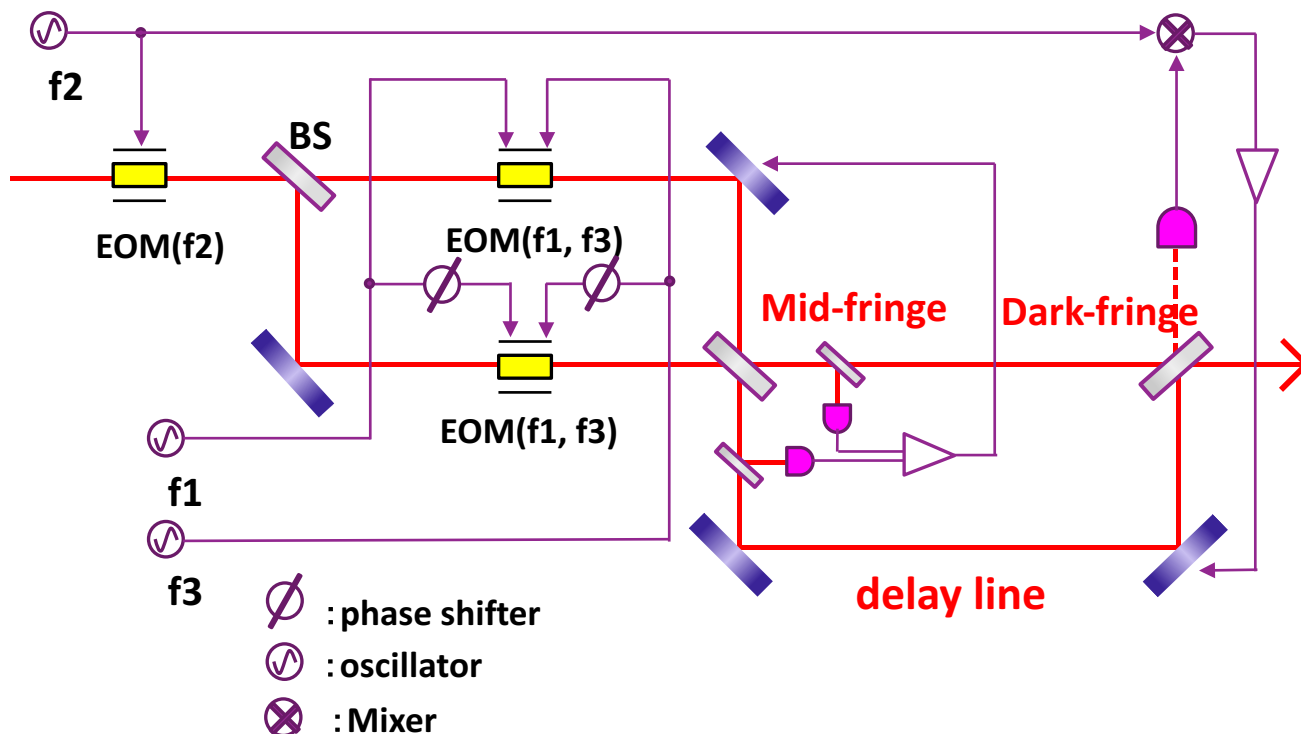 f2
BS
EOM(f2)
EOM(f1, f3)
Mid-fringe
Dark-fringe
EOM(f1, f3)
f1
f3
delay line
: phase shifter
: oscillator
: Mixer